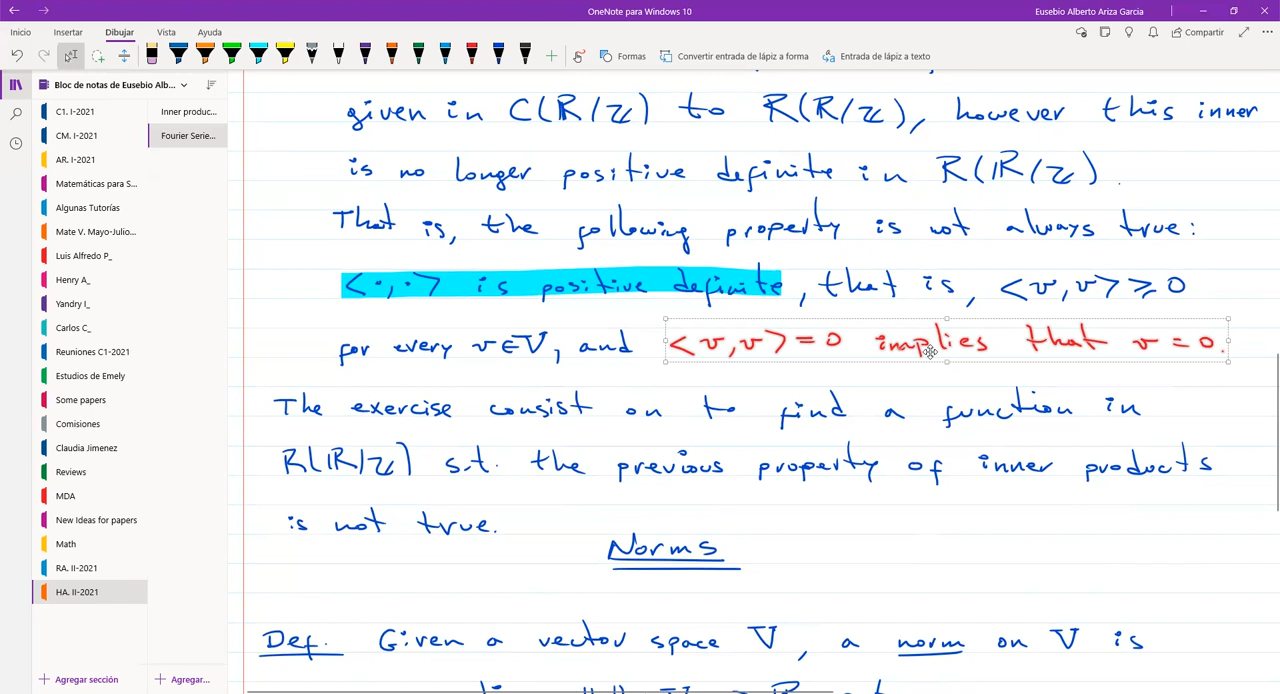 OneNote para Windows 10
Eusebio Alberto Ariza Garcia
Inicio Insertar Dibujar Vista Ayuda
Compartir
Formas Convertir entrada de lápiz a forma Entrada de lápiz a texto
Bloc de notas de Eusebio Alb...
C1. I-2021
CM. I-2021
AR. I-2021
Matemáticas para S...
Algunas Tutorías
Mate V. Mayo-Julio...
Luis Alfredo P_
Henry A_
Yandry I_
Carlos C_
Reuniones C1-2021
Estudios de Emely
Some papers
Comisiones
Claudia Jimenez
Reviews
MDA
New Ideas for papers
Math
RA. II-2021
HA. II-2021
Agregar sección
Inner produc...
Fourier Serie...
Agregar...
given in C(ℝ/ℤ) to R(ℝ/ℤ), however this inner
is no longer positive definite in R(ℝ/ℤ).
That is, the following property is not always true:
<·,·> is positive definite, that is, <v,v> ≥ 0
for every v∈V, and <v,v> = 0 implies that v = 0.
The exercise consist on to find a function in
R(ℝ/ℤ) s.t. the previous property of inner products
is not true.
Norms
Def. Given a vector space V, a norm on V is